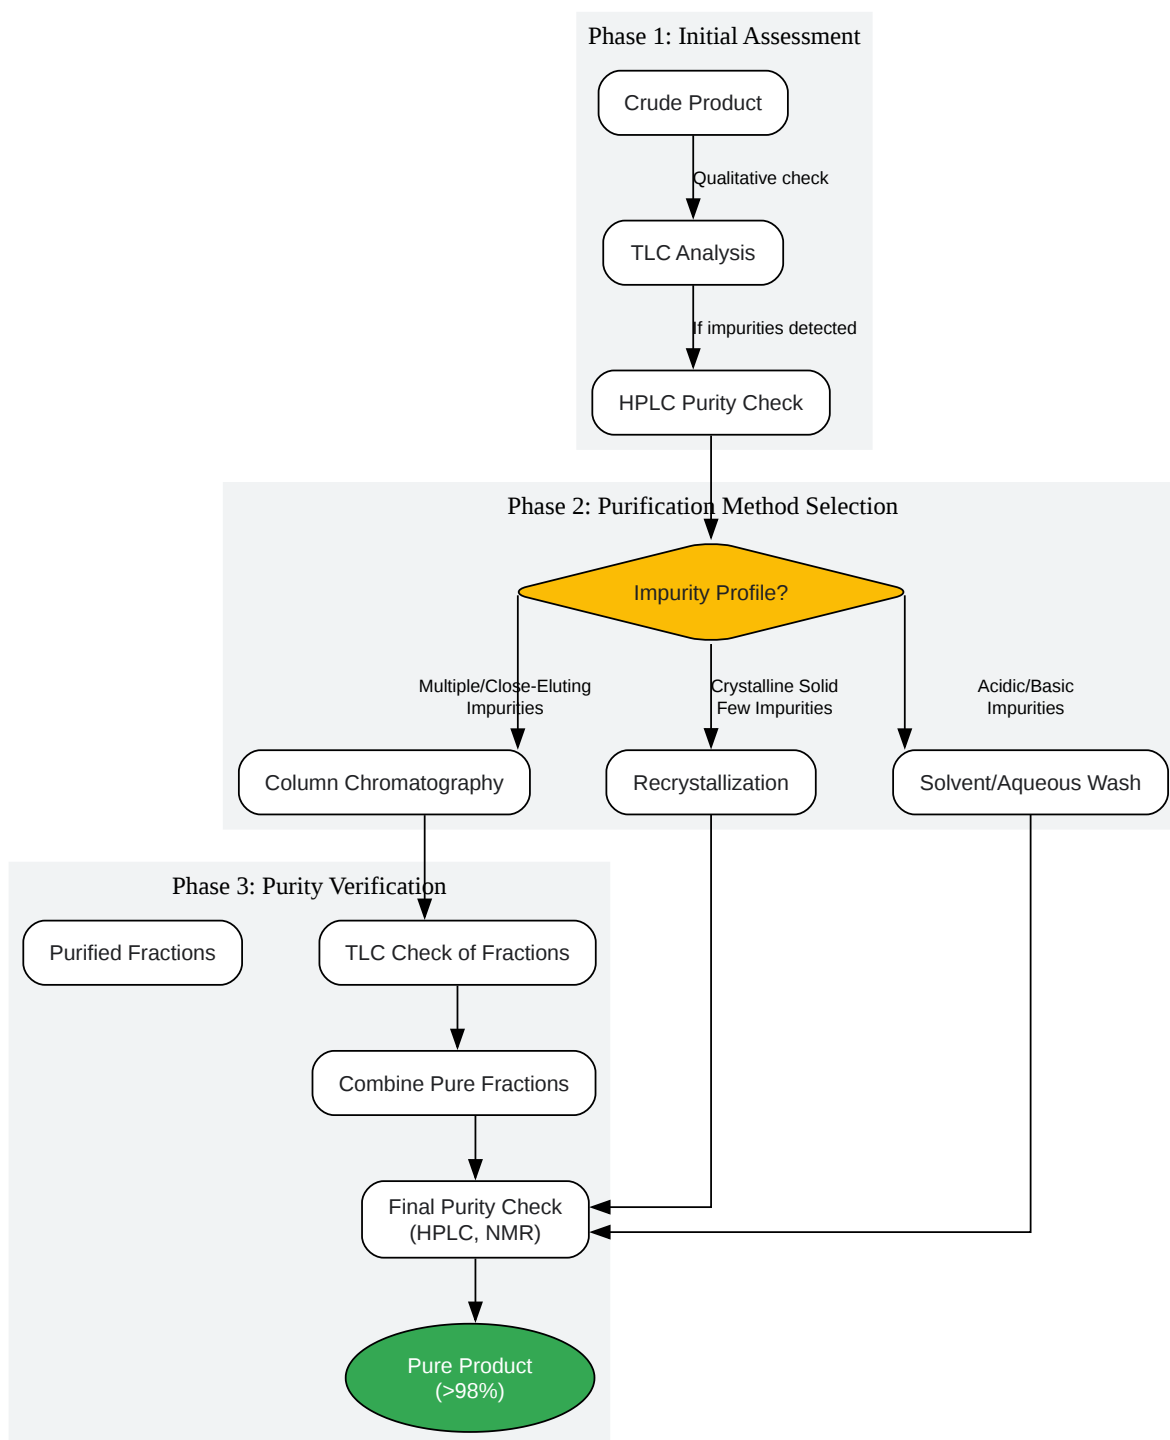 Phase 1: Initial Assessment
Crude Product
Qualitative check
TLC Analysis
If impurities detected
HPLC Purity Check
Phase 2: Purification Method Selection
Impurity Profile?
Multiple/Close-Eluting
Impurities
Crystalline Solid
Few Impurities
Acidic/Basic
Impurities
Column Chromatography
Recrystallization
Solvent/Aqueous Wash
Phase 3: Purity Verification
Purified Fractions
TLC Check of Fractions
Combine Pure Fractions
Final Purity Check
(HPLC, NMR)
Pure Product
(>98%)